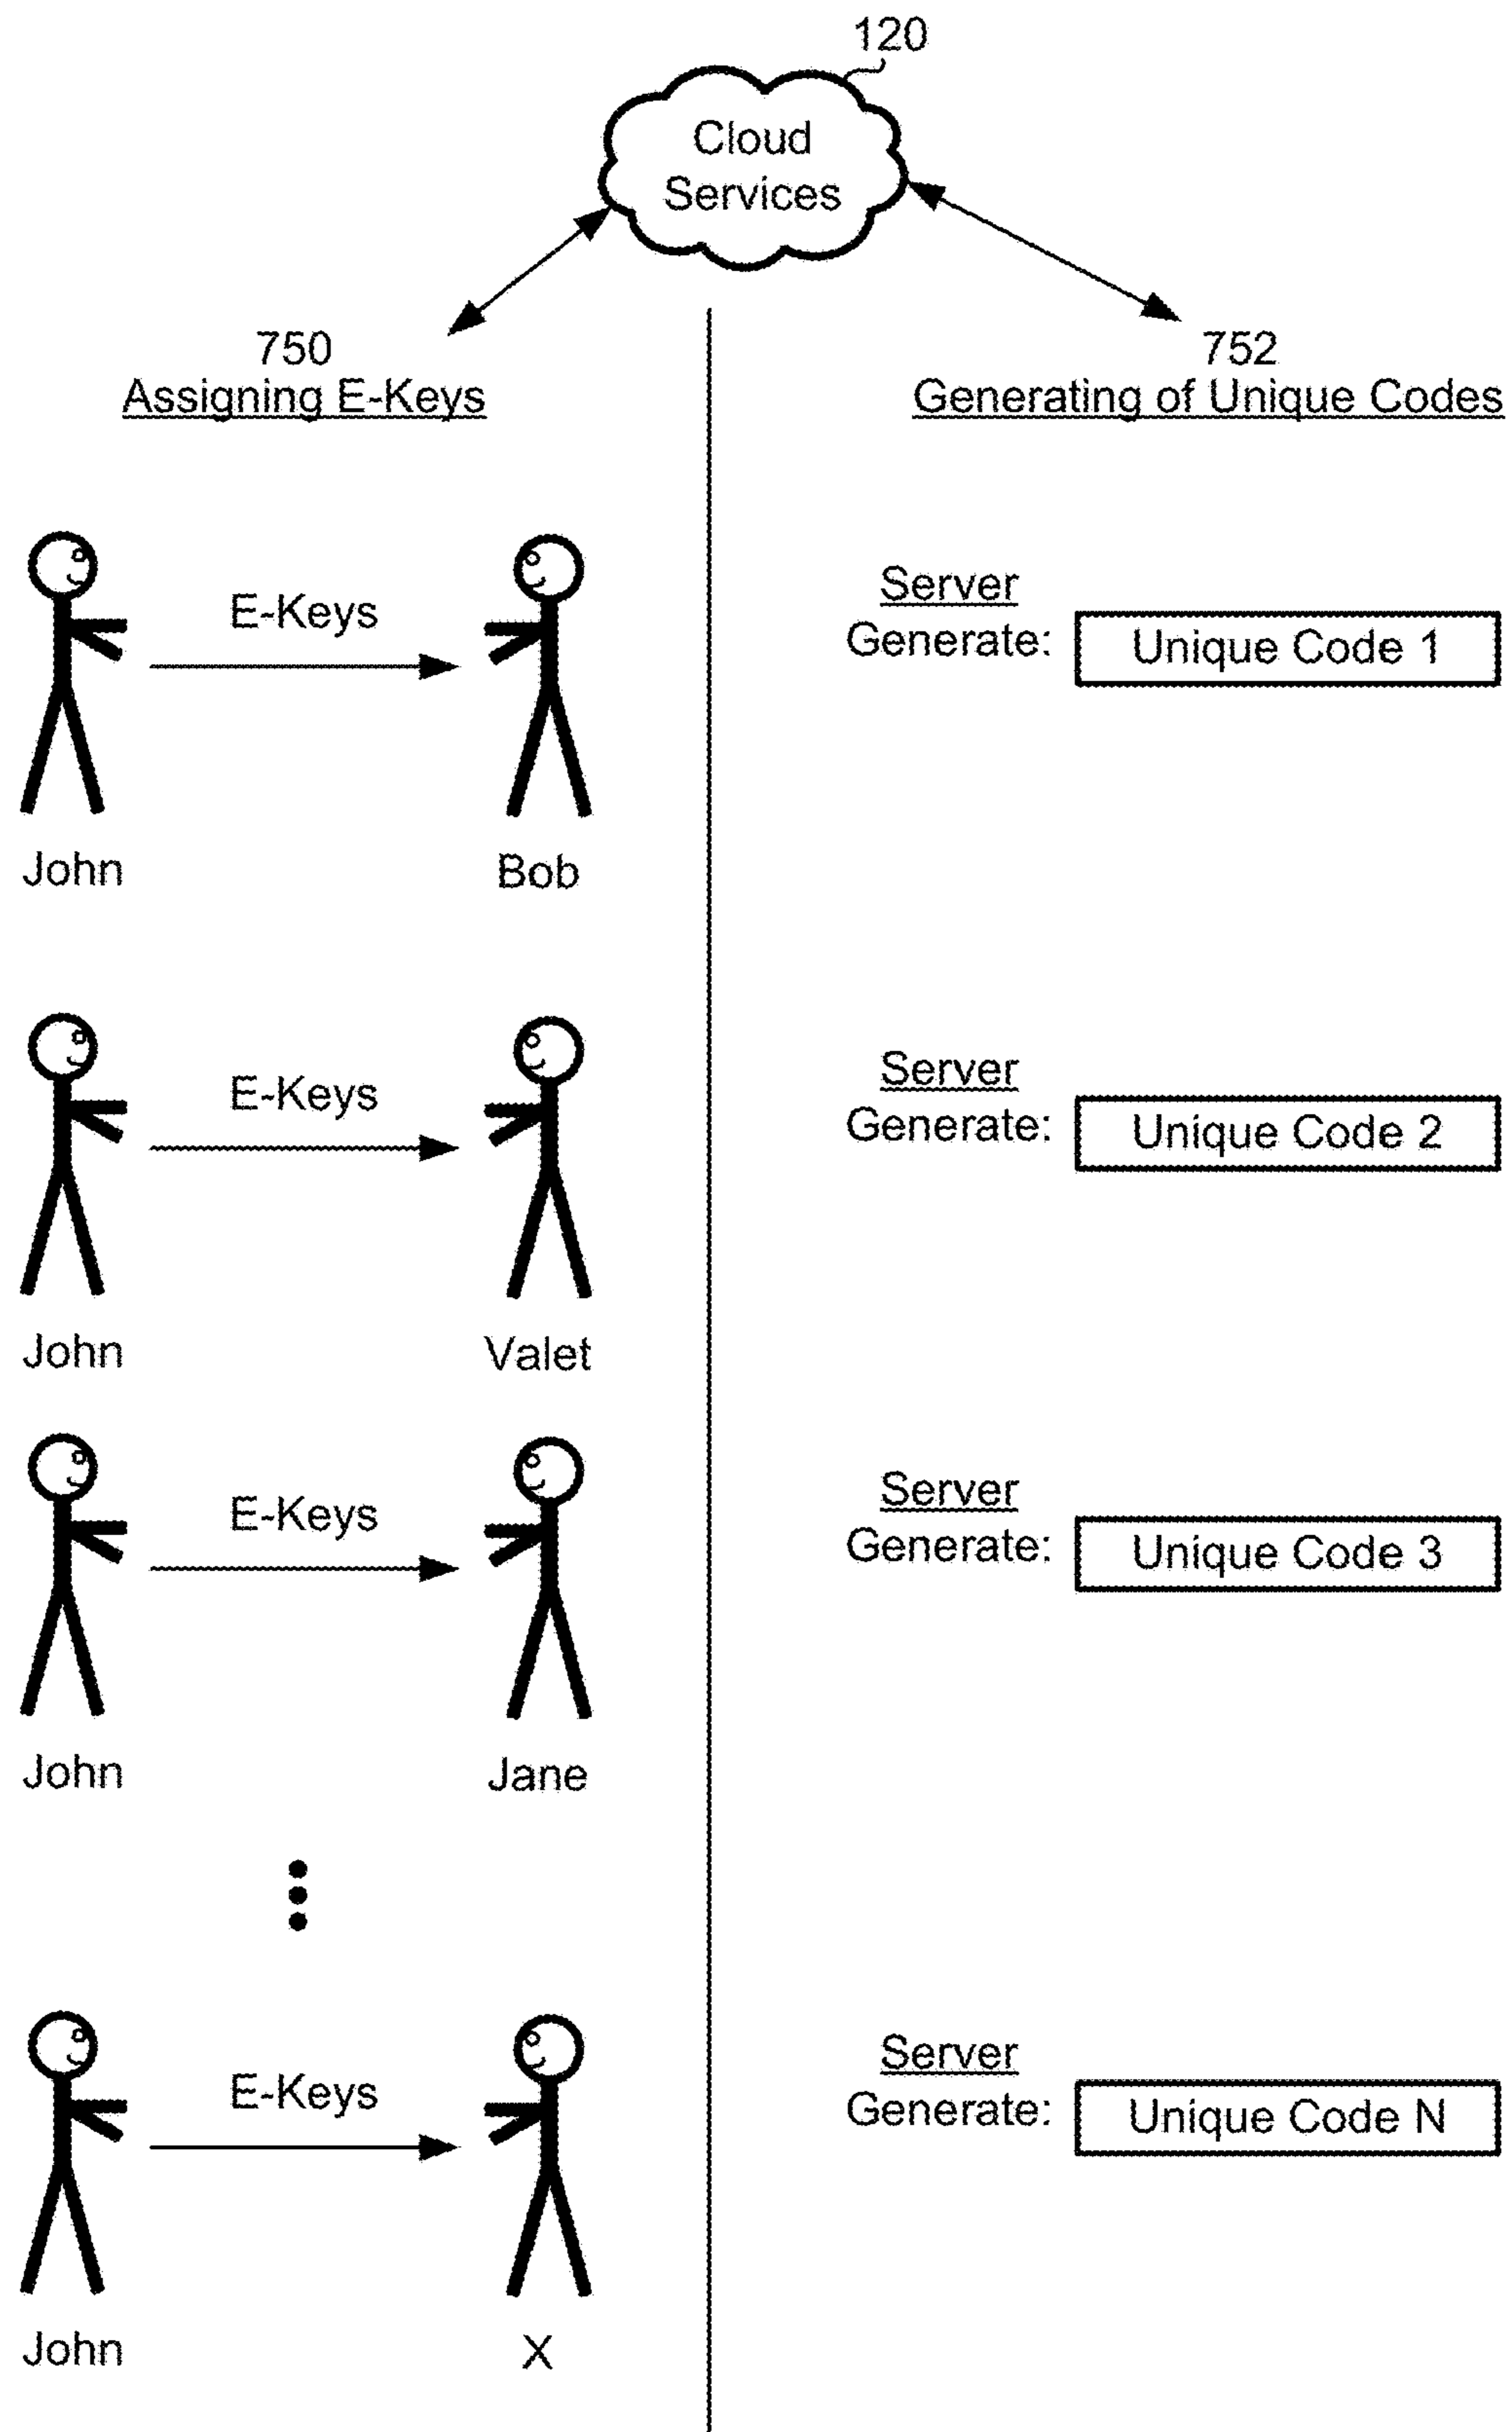 120
Cloud
Services
750
Assigning E-Keys
752
Generating of Unique Codes
E-Keys
John
Bob
Server
Generate:
Unique Code 1
E-Keys
John
Valet
Server
Generate:
Unique Code 2
E-Keys
John
Jane
Server
Generate:
Unique Code 3
E-Keys
John
X
Server
Generate:
Unique Code N